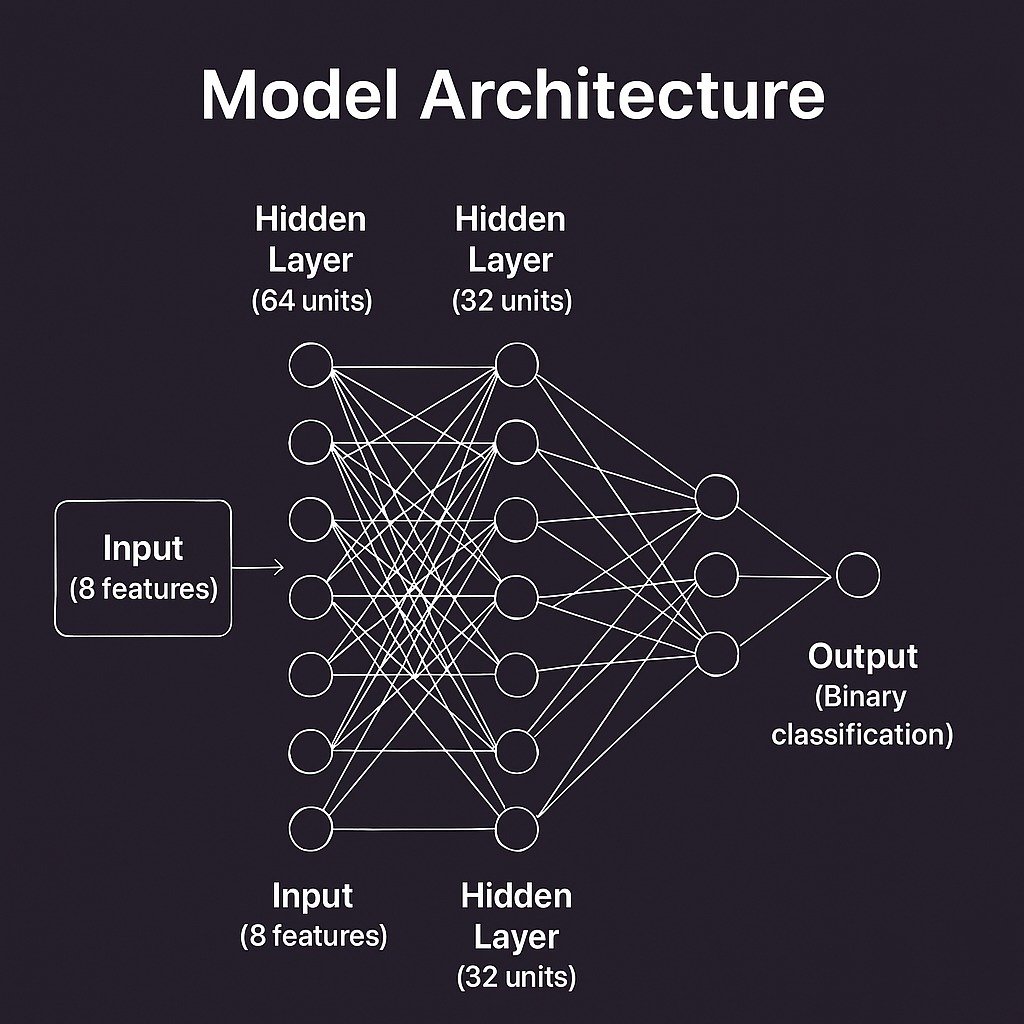 Model Architecture
Hidden
Layer
(64 units)
Hidden
Layer
(32 units)
Input
(8 features)
Output
(Binary
classification)
Input
(8 features)
Hidden
Layer
(32 units)